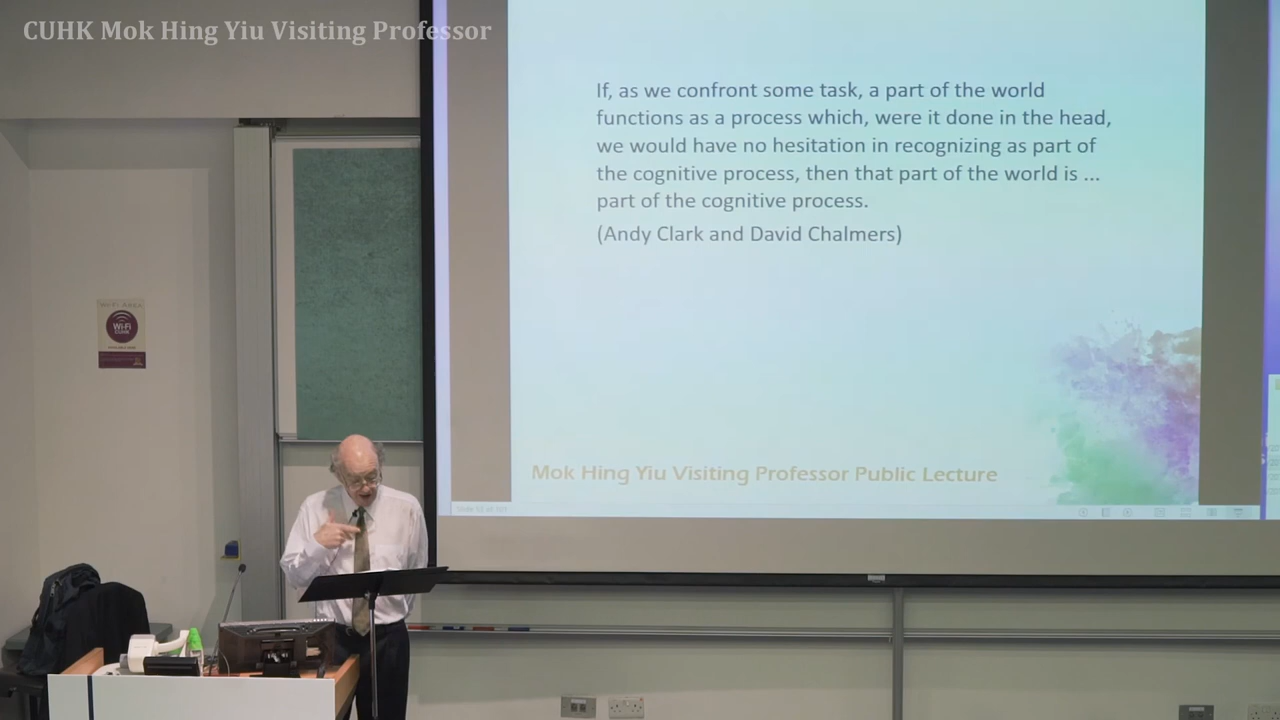 CUHK Mok Hing Yiu Visiting Professor
If, as we confront some task, a part of the world
functions as a process which, were it done in the head,
we would have no hesitation in recognizing as part of
the cognitive process, then that part of the world is ...
part of the cognitive process.
(Andy Clark and David Chalmers)
Mok Hing Yiu Visiting Professor Public Lecture
Wi-Fi AREA
Wi-Fi